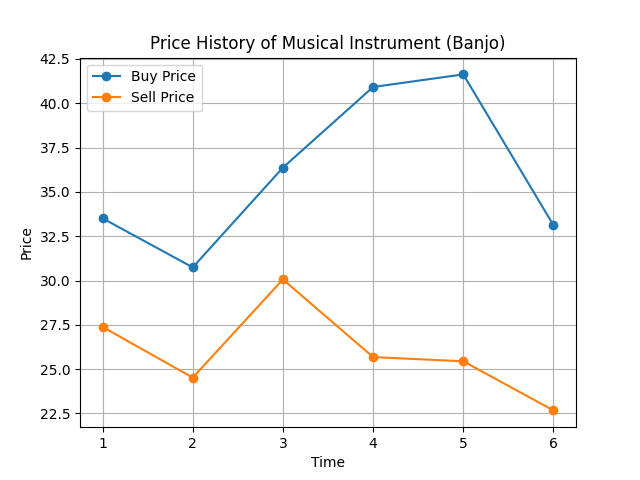 Price History of Musical Instrument (Banjo)
Buy Price
Sell Price
Price
42.5
40.0
37.5
35.0
32.5
30.0
27.5
25.0
22.5
1 2 3 4 5 6
Time